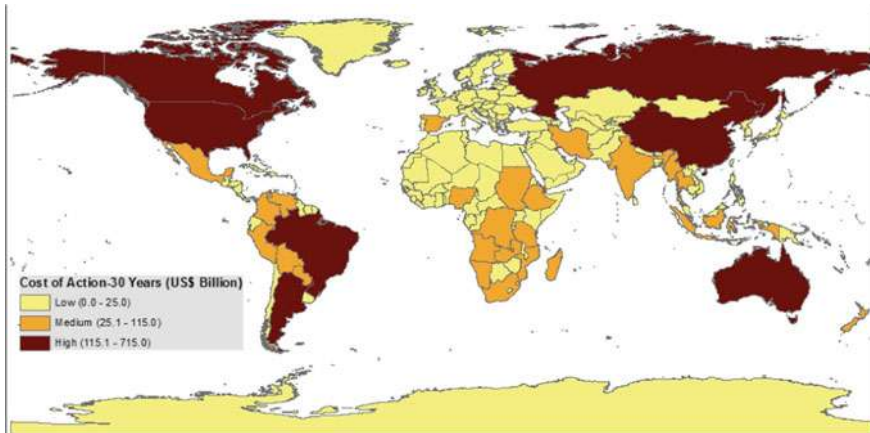 Cost of Action-30 Years (US$ Billion)
Low (0.0 - 25.0)
Medium (25.1 - 115.0)
High (115.1 - 715.0)